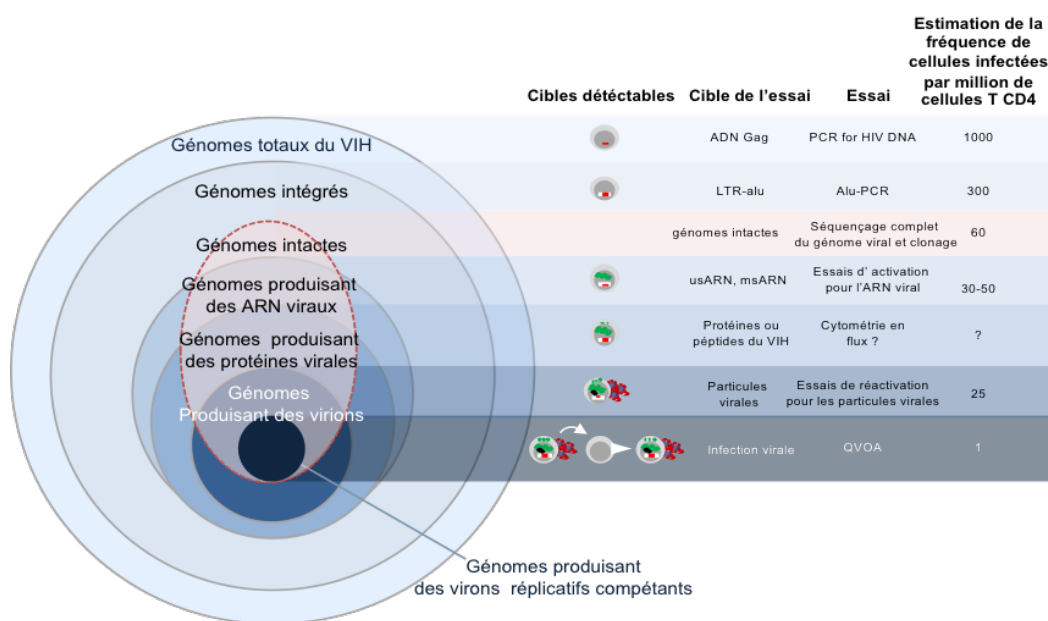 Estimation de la
fréquence de
cellules infectées
par million de
cellules T CD4
Cibles détéctables
Cible de l'essai
Essai
Génomes totaux du VIH
ADN Gag
PCR for HIV DNA
1000
Génomes intégrés
LTR-alu
Alu-PCR
300
Génomes intactes
génomes intactes
Séquençage complet
du génome viral et clonage
60
Génomes produisant
des ARN viraux
usARN, msARN
Essais d' activation
pour l'ARN viral
30-50
Génomes produisant
des protéines virales
Protéines ou
péptides du VIH
Cytométrie en
flux ?
?
Génomes
Produisant des virions
Particules
virales
Essais de réactivation
pour les particules virales
25
Infection virale
QVOA
1
Génomes produisant
des virons réplicatifs compétants